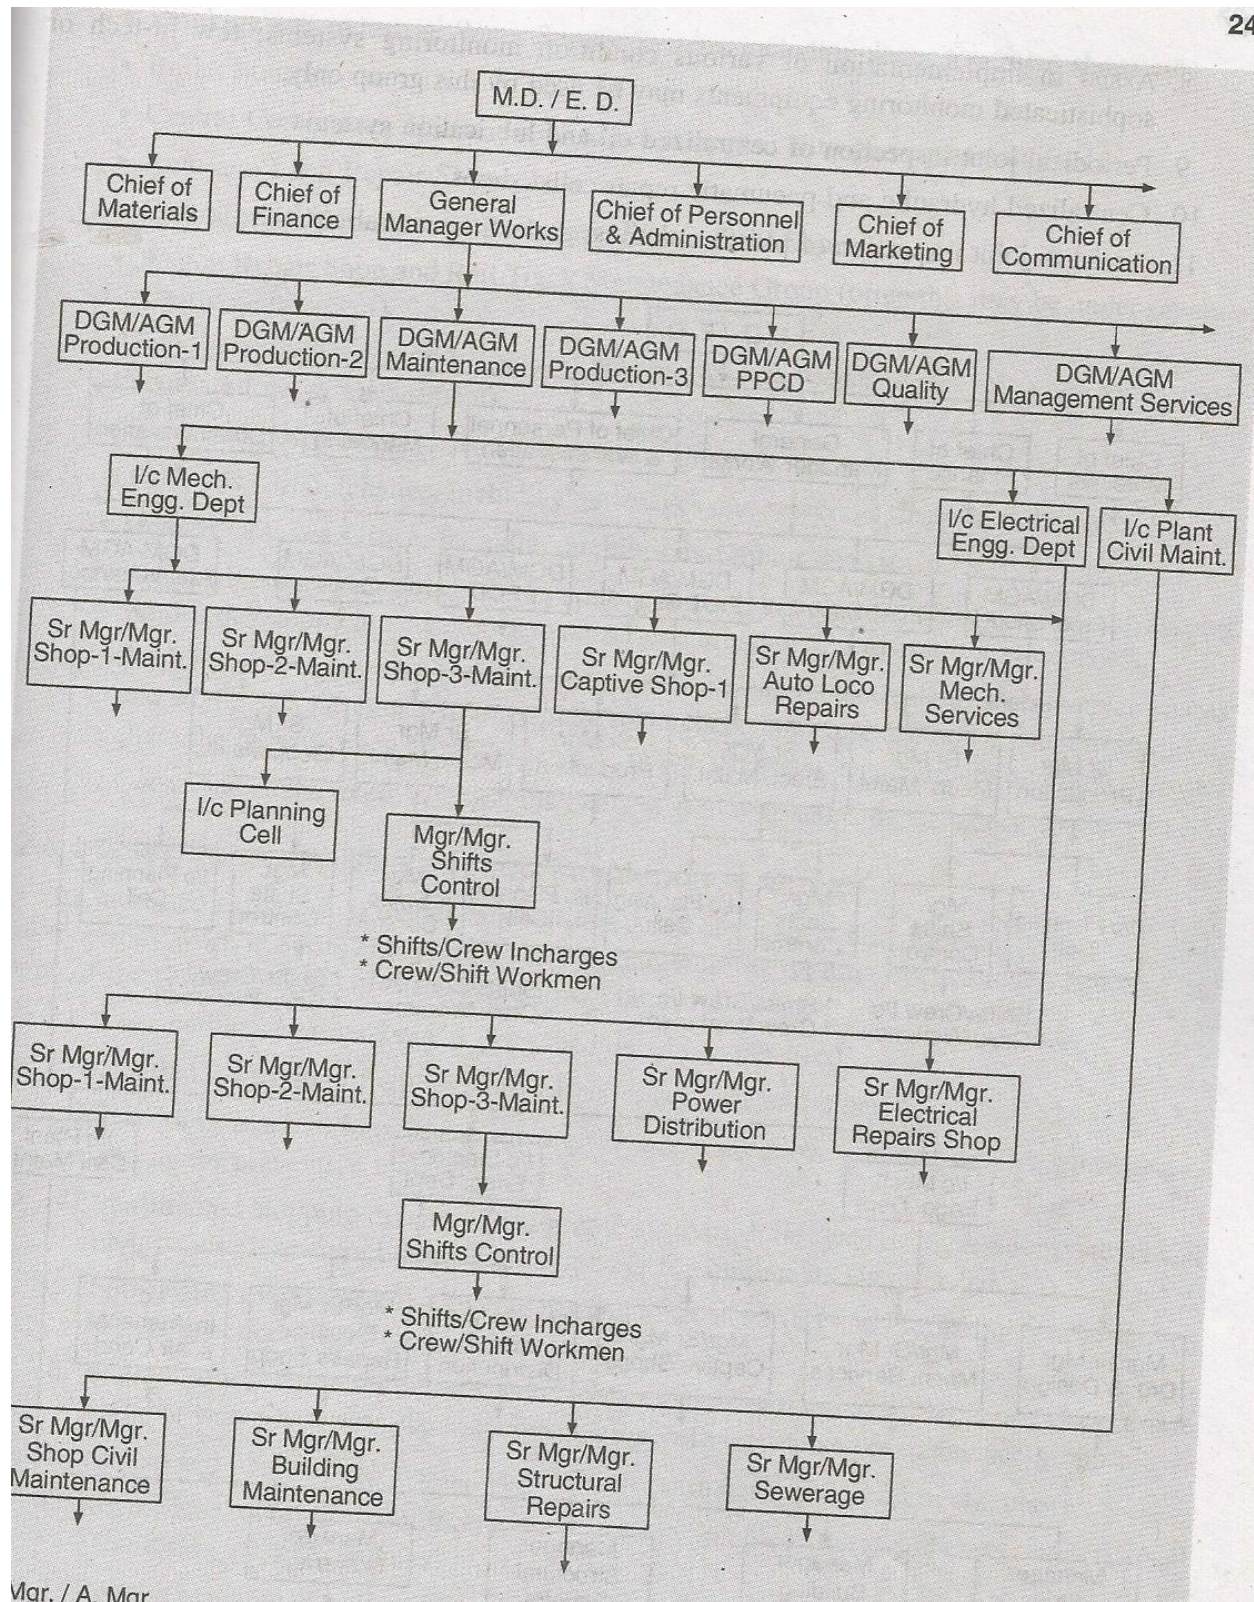 24
M.D. / E. D.
Chief of
Materials
Chief of
Finance
General
Manager Works
Chief of Personnel
& Administration
Chief of
Marketing
Chief of
Communication
DGM/AGM
Production-1
DGM/AGM
Production-2
DGM/AGM
Maintenance
DGM/AGM
Production-3
DGM/AGM
PPCD
DGM/AGM
Quality
DGM/AGM
Management Services
I/c Mech.
Engg. Dept
I/c Electrical
Engg. Dept
I/c Plant
Civil Maint.
Sr Mgr/Mgr.
Shop-1-Maint.
Sr Mgr/Mgr.
Shop-2-Maint.
Sr Mgr/Mgr.
Shop-3-Maint.
Sr Mgr/Mgr.
Captive Shop-1
Sr Mgr/Mgr.
Auto Loco
Repairs
Sr Mgr/Mgr.
Mech.
Services
I/c Planning
Cell
Mgr/Mgr.
Shifts
Control
* Shifts/Crew Incharges
* Crew/Shift Workmen
Sr Mgr/Mgr.
Shop-1-Maint.
Sr Mgr/Mgr.
Shop-2-Maint.
Sr Mgr/Mgr.
Shop-3-Maint.
Sr Mgr/Mgr.
Power
Distribution
Sr Mgr/Mgr.
Electrical
Repairs Shop
Mgr/Mgr.
Shifts Control
* Shifts/Crew Incharges
* Crew/Shift Workmen
Sr Mgr/Mgr.
Shop Civil
Maintenance
Sr Mgr/Mgr.
Building
Maintenance
Sr Mgr/Mgr.
Structural
Repairs
Sr Mgr/Mgr.
Sewerage
Mgr. / A. Mgr.